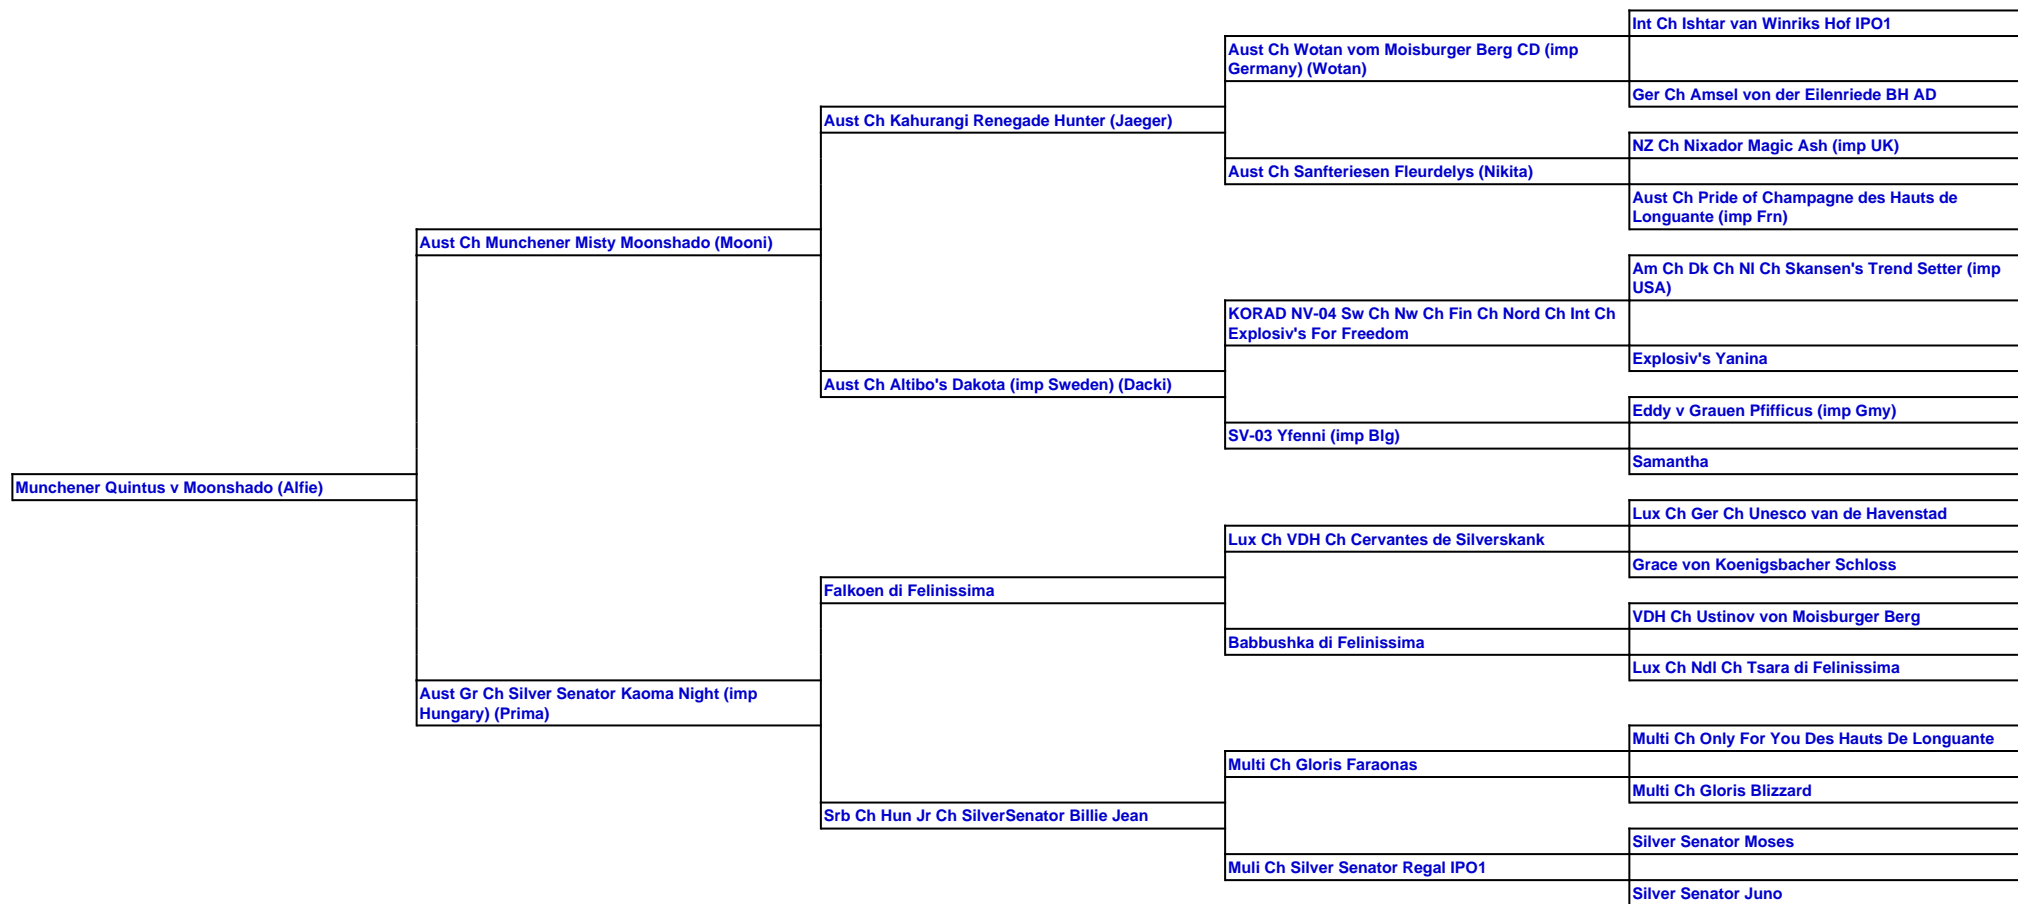 Int Ch Ishtar van Winriks Hof IPO1
Aust Ch Wotan vom Moisburger Berg CD (imp
Germany) (Wotan)
Ger Ch Amsel von der Eilenriede BH AD
Aust Ch Kahurangi Renegade Hunter (Jaeger)
NZ Ch Nixador Magic Ash (imp UK)
Aust Ch Sanfteriesen Fleurdelys (Nikita)
Aust Ch Pride of Champagne des Hauts de
Longuante (imp Frn)
Aust Ch Munchener Misty Moonshado (Mooni)
Am Ch Dk Ch Nl Ch Skansen's Trend Setter (imp
USA)
KORAD NV-04 Sw Ch Nw Ch Fin Ch Nord Ch Int Ch
Explosiv's For Freedom
Explosiv's Yanina
Aust Ch Altibo's Dakota (imp Sweden) (Dacki)
Eddy v Grauen Pfifficus (imp Gmy)
SV-03 Yfenni (imp Blg)
Samantha
Munchener Quintus v Moonshado (Alfie)
Lux Ch Ger Ch Unesco van de Havenstad
Lux Ch VDH Ch Cervantes de Silverskank
Grace von Koenigsbacher Schloss
Falkoen di Felinissima
VDH Ch Ustinov von Moisburger Berg
Babbushka di Felinissima
Lux Ch Ndl Ch Tsara di Felinissima
Aust Gr Ch Silver Senator Kaoma Night (imp
Hungary) (Prima)
Multi Ch Only For You Des Hauts De Longuante
Multi Ch Gloris Faraonas
Multi Ch Gloris Blizzard
Srb Ch Hun Jr Ch SilverSenator Billie Jean
Silver Senator Moses
Muli Ch Silver Senator Regal IPO1
Silver Senator Juno